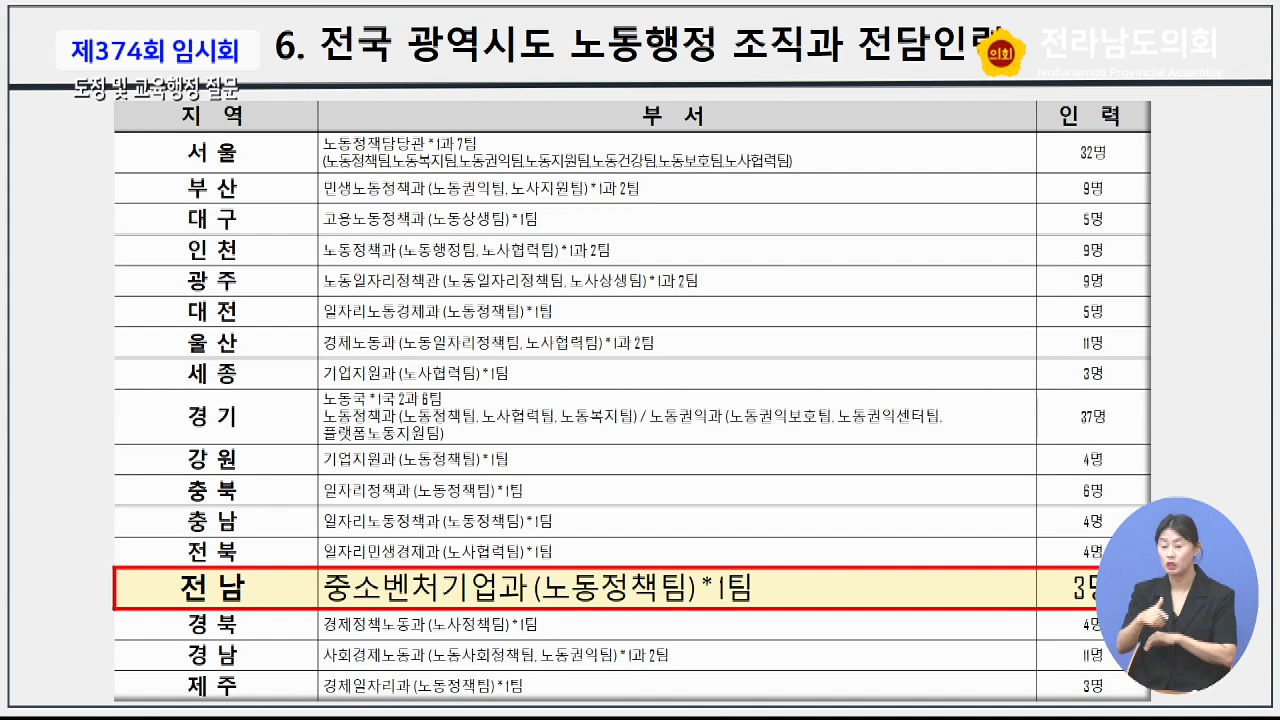 제374회 임시회
도정 및 교육행정 질문
6. 전국 광역시도 노동행정 조직과 전담인력
의회
전라남도의회
Jeollanamdo Provincial Assembly
지 역 부 서 인 력
서 울 노동정책담당관 * 1과 7팀
(노동정책팀,노동복지팀,노동권익팀,노동지원팀,노동건강팀,노동보호팀,노사협력팀) 32명
부 산 민생노동정책과 (노동권익팀, 노사지원팀) * 1과 2팀 9명
대 구 고용노동정책과 (노동상생팀) * 1팀 5명
인 천 노동정책과 (노동행정팀, 노사협력팀) * 1과 2팀 9명
광 주 노동일자리정책관 (노동일자리정책팀, 노사상생팀) * 1과 2팀 9명
대 전 일자리노동경제과 (노동정책팀) * 1팀 5명
울 산 경제노동과 (노동일자리정책팀, 노사협력팀) * 1과 2팀 11명
세 종 기업지원과 (노사협력팀) * 1팀 3명
경 기 노동국 * 1국 2과 6팀
노동정책과 (노동정책팀, 노사협력팀, 노동복지팀) / 노동권익과 (노동권익보호팀, 노동권익센터팀, 37명
플랫폼노동지원팀)
강 원 기업지원과 (노동정책팀) * 1팀 4명
충 북 일자리정책과 (노동정책팀) * 1팀 6명
충 남 일자리노동정책과 (노동정책팀) * 1팀 4명
전 북 일자리민생경제과 (노사협력팀) * 1팀 4명
전 남 중소벤처기업과 (노동정책팀) * 1팀 3명
경 북 경제정책노동과 (노사정책팀) * 1팀 4명
경 남 사회경제노동과 (노동사회정책팀, 노동권익팀) * 1과 2팀 11명
제 주 경제일자리과 (노동정책팀) * 1팀 3명